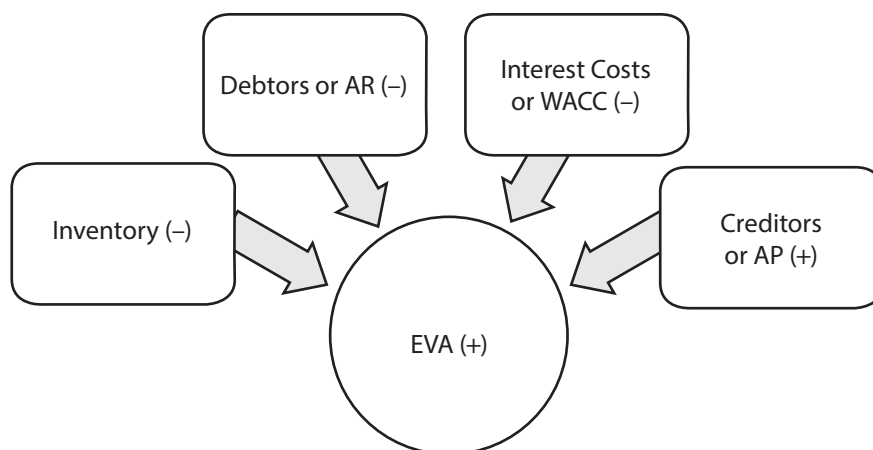 Debtors or AR (–)
Interest Costs
or WACC (–)
Inventory (–)
Creditors
or AP (+)
EVA (+)